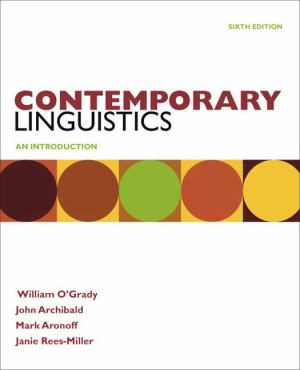 SIXTH EDITION
CONTEMPORARY
LINGUISTICS
AN INTRODUCTION
William O'Grady
John Archibald
Mark Aronoff
Janie Rees-Miller